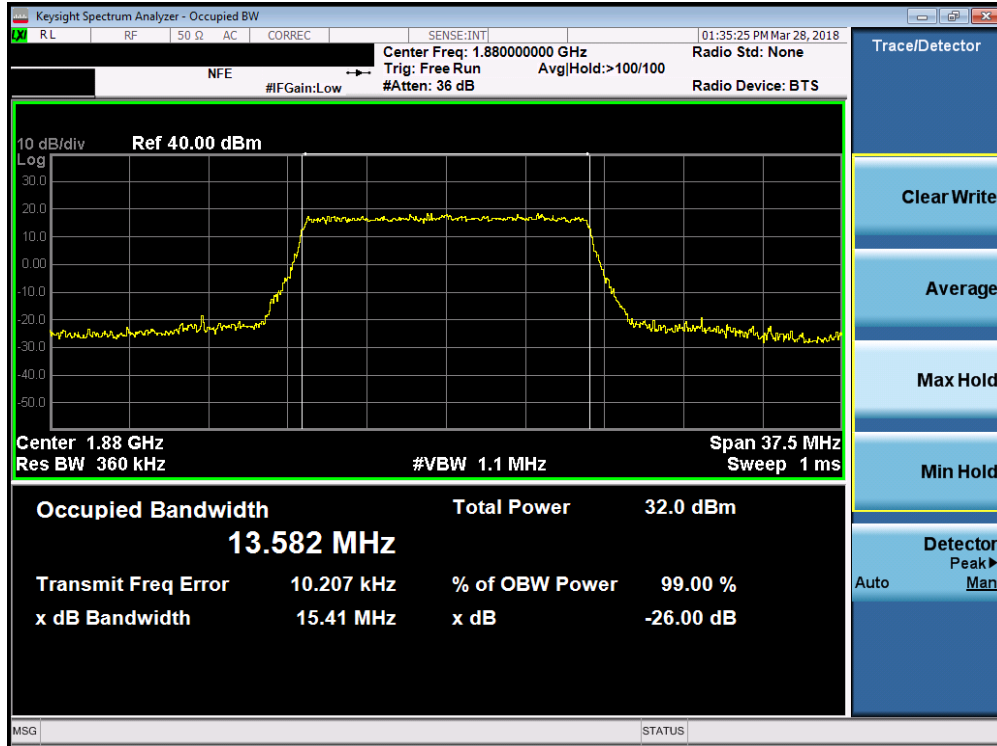 Keysight Spectrum Analyzer - Occupied BW
LXI RL RF 50 Ω AC CORREC SENSE:INT 01:35:25 PM Mar 28, 2018
Center Freq: 1.880000000 GHz Radio Std: None
NFE Trig: Free Run Avg|Hold:>100/100
#IFGain:Low #Atten: 36 dB Radio Device: BTS
10 dB/div Ref 40.00 dBm
Log
30.0
20.0
10.0
0.00
-10.0
-20.0
-30.0
-40.0
-50.0
Center 1.88 GHz Span 37.5 MHz
Res BW 360 kHz #VBW 1.1 MHz Sweep 1 ms
Occupied Bandwidth Total Power 32.0 dBm
13.582 MHz
Transmit Freq Error 10.207 kHz % of OBW Power 99.00 %
x dB Bandwidth 15.41 MHz x dB -26.00 dB
MSG STATUS
Trace/Detector
Clear Write
Average
Max Hold
Min Hold
Detector
Peak▶
Auto Man